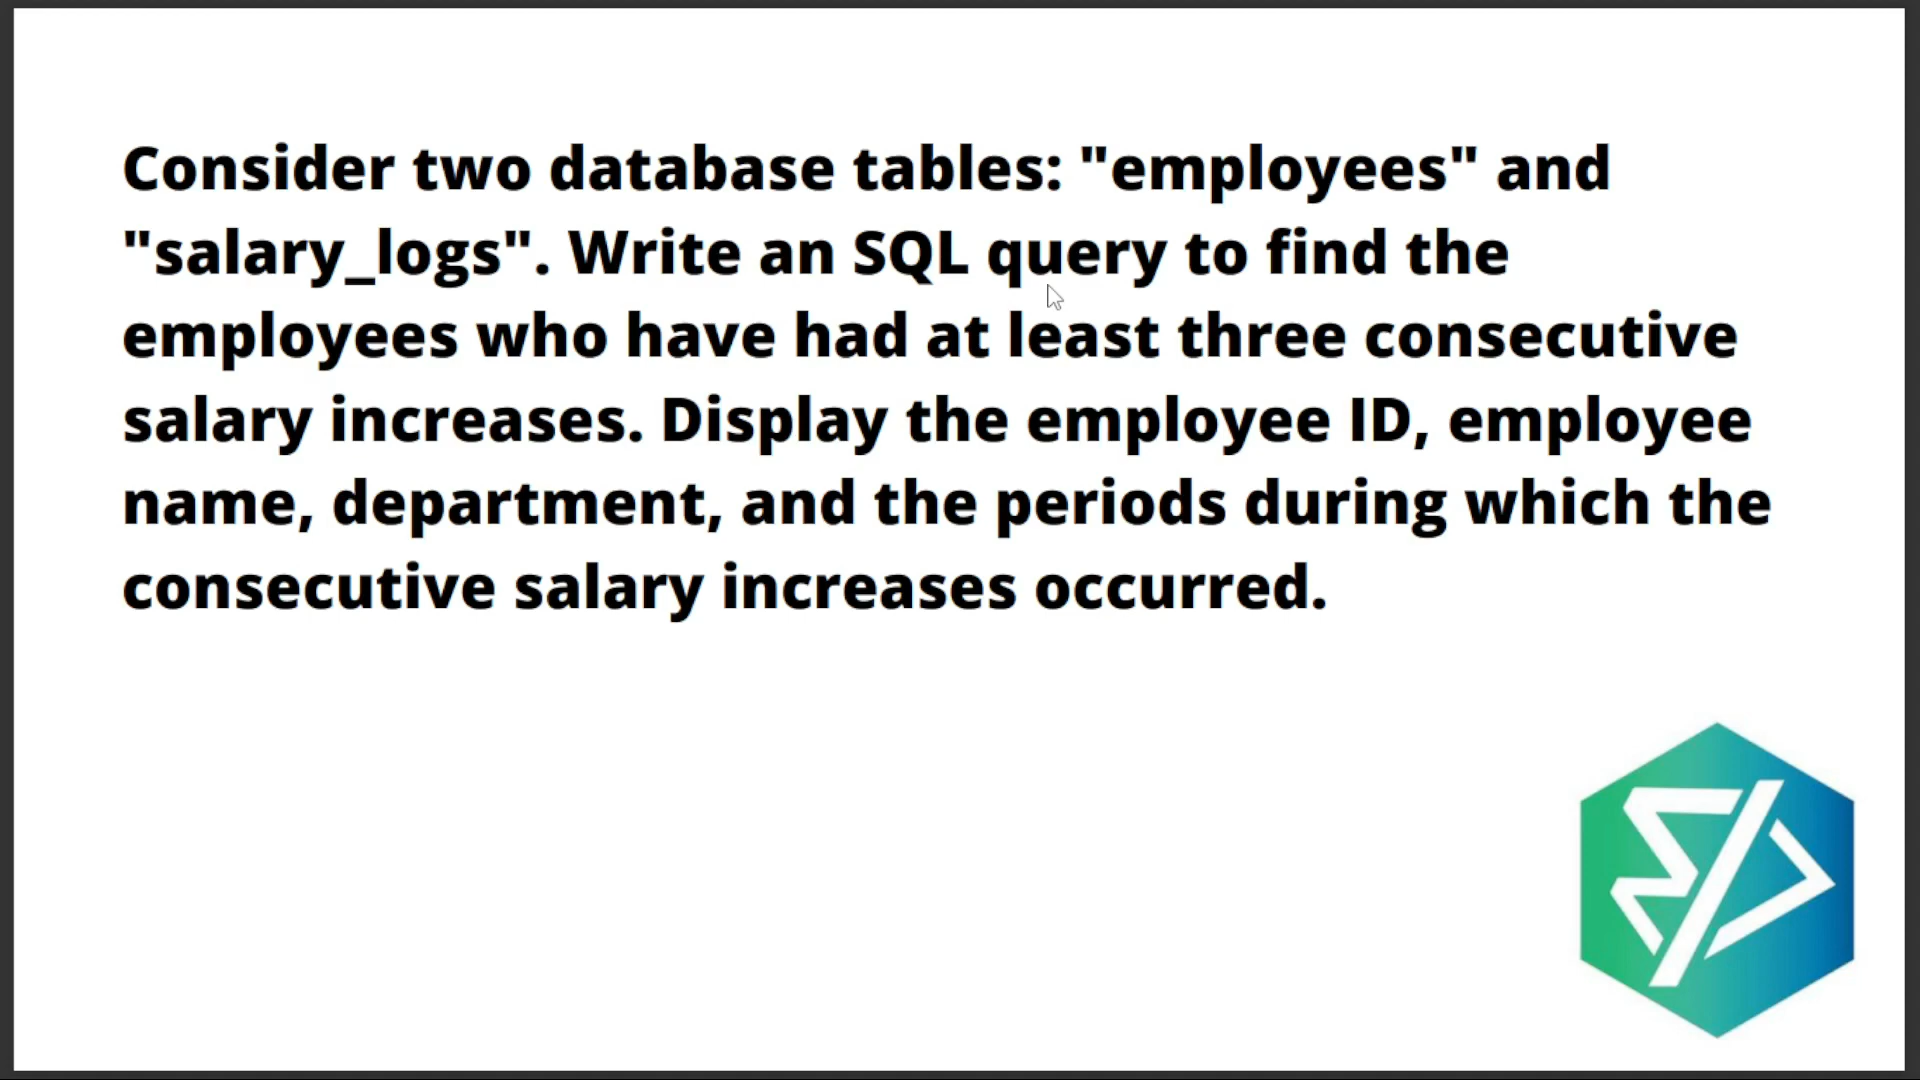 Consider two database tables: "employees" and
"salary_logs". Write an SQL query to find the
employees who have had at least three consecutive
salary increases. Display the employee ID, employee
name, department, and the periods during which the
consecutive salary increases occurred.